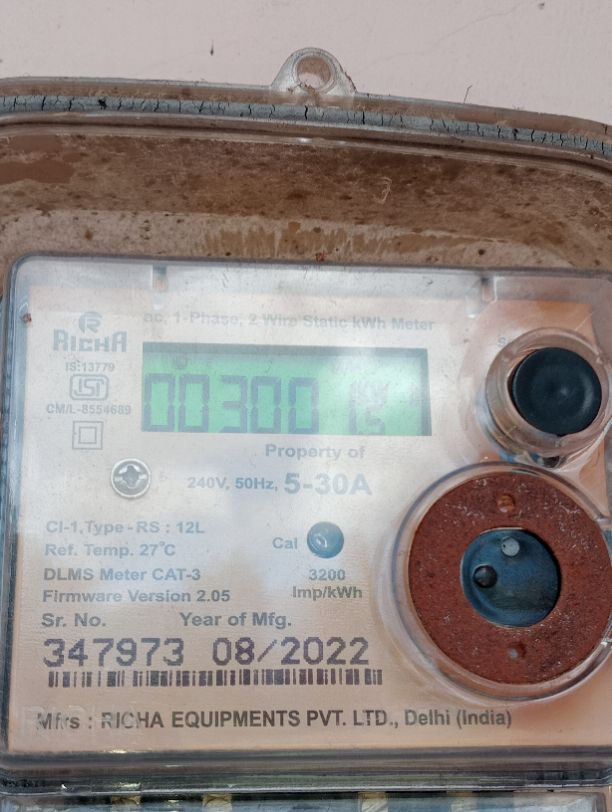 ac. 1-Phase, 2 Wire Static kWh Meter
RICHA
IS:13779
ISI
CM/L-8554689
003001
Property of
240V, 50Hz, 5-30A
Cl-1,Type-RS : 12L
Ref. Temp. 27°C
Cal
DLMS Meter CAT-3
3200
Firmware Version 2.05
Imp/kWh
Sr. No. Year of Mfg.
347973 08/2022
Mfrs : RICHA EQUIPMENTS PVT. LTD., Delhi (India)